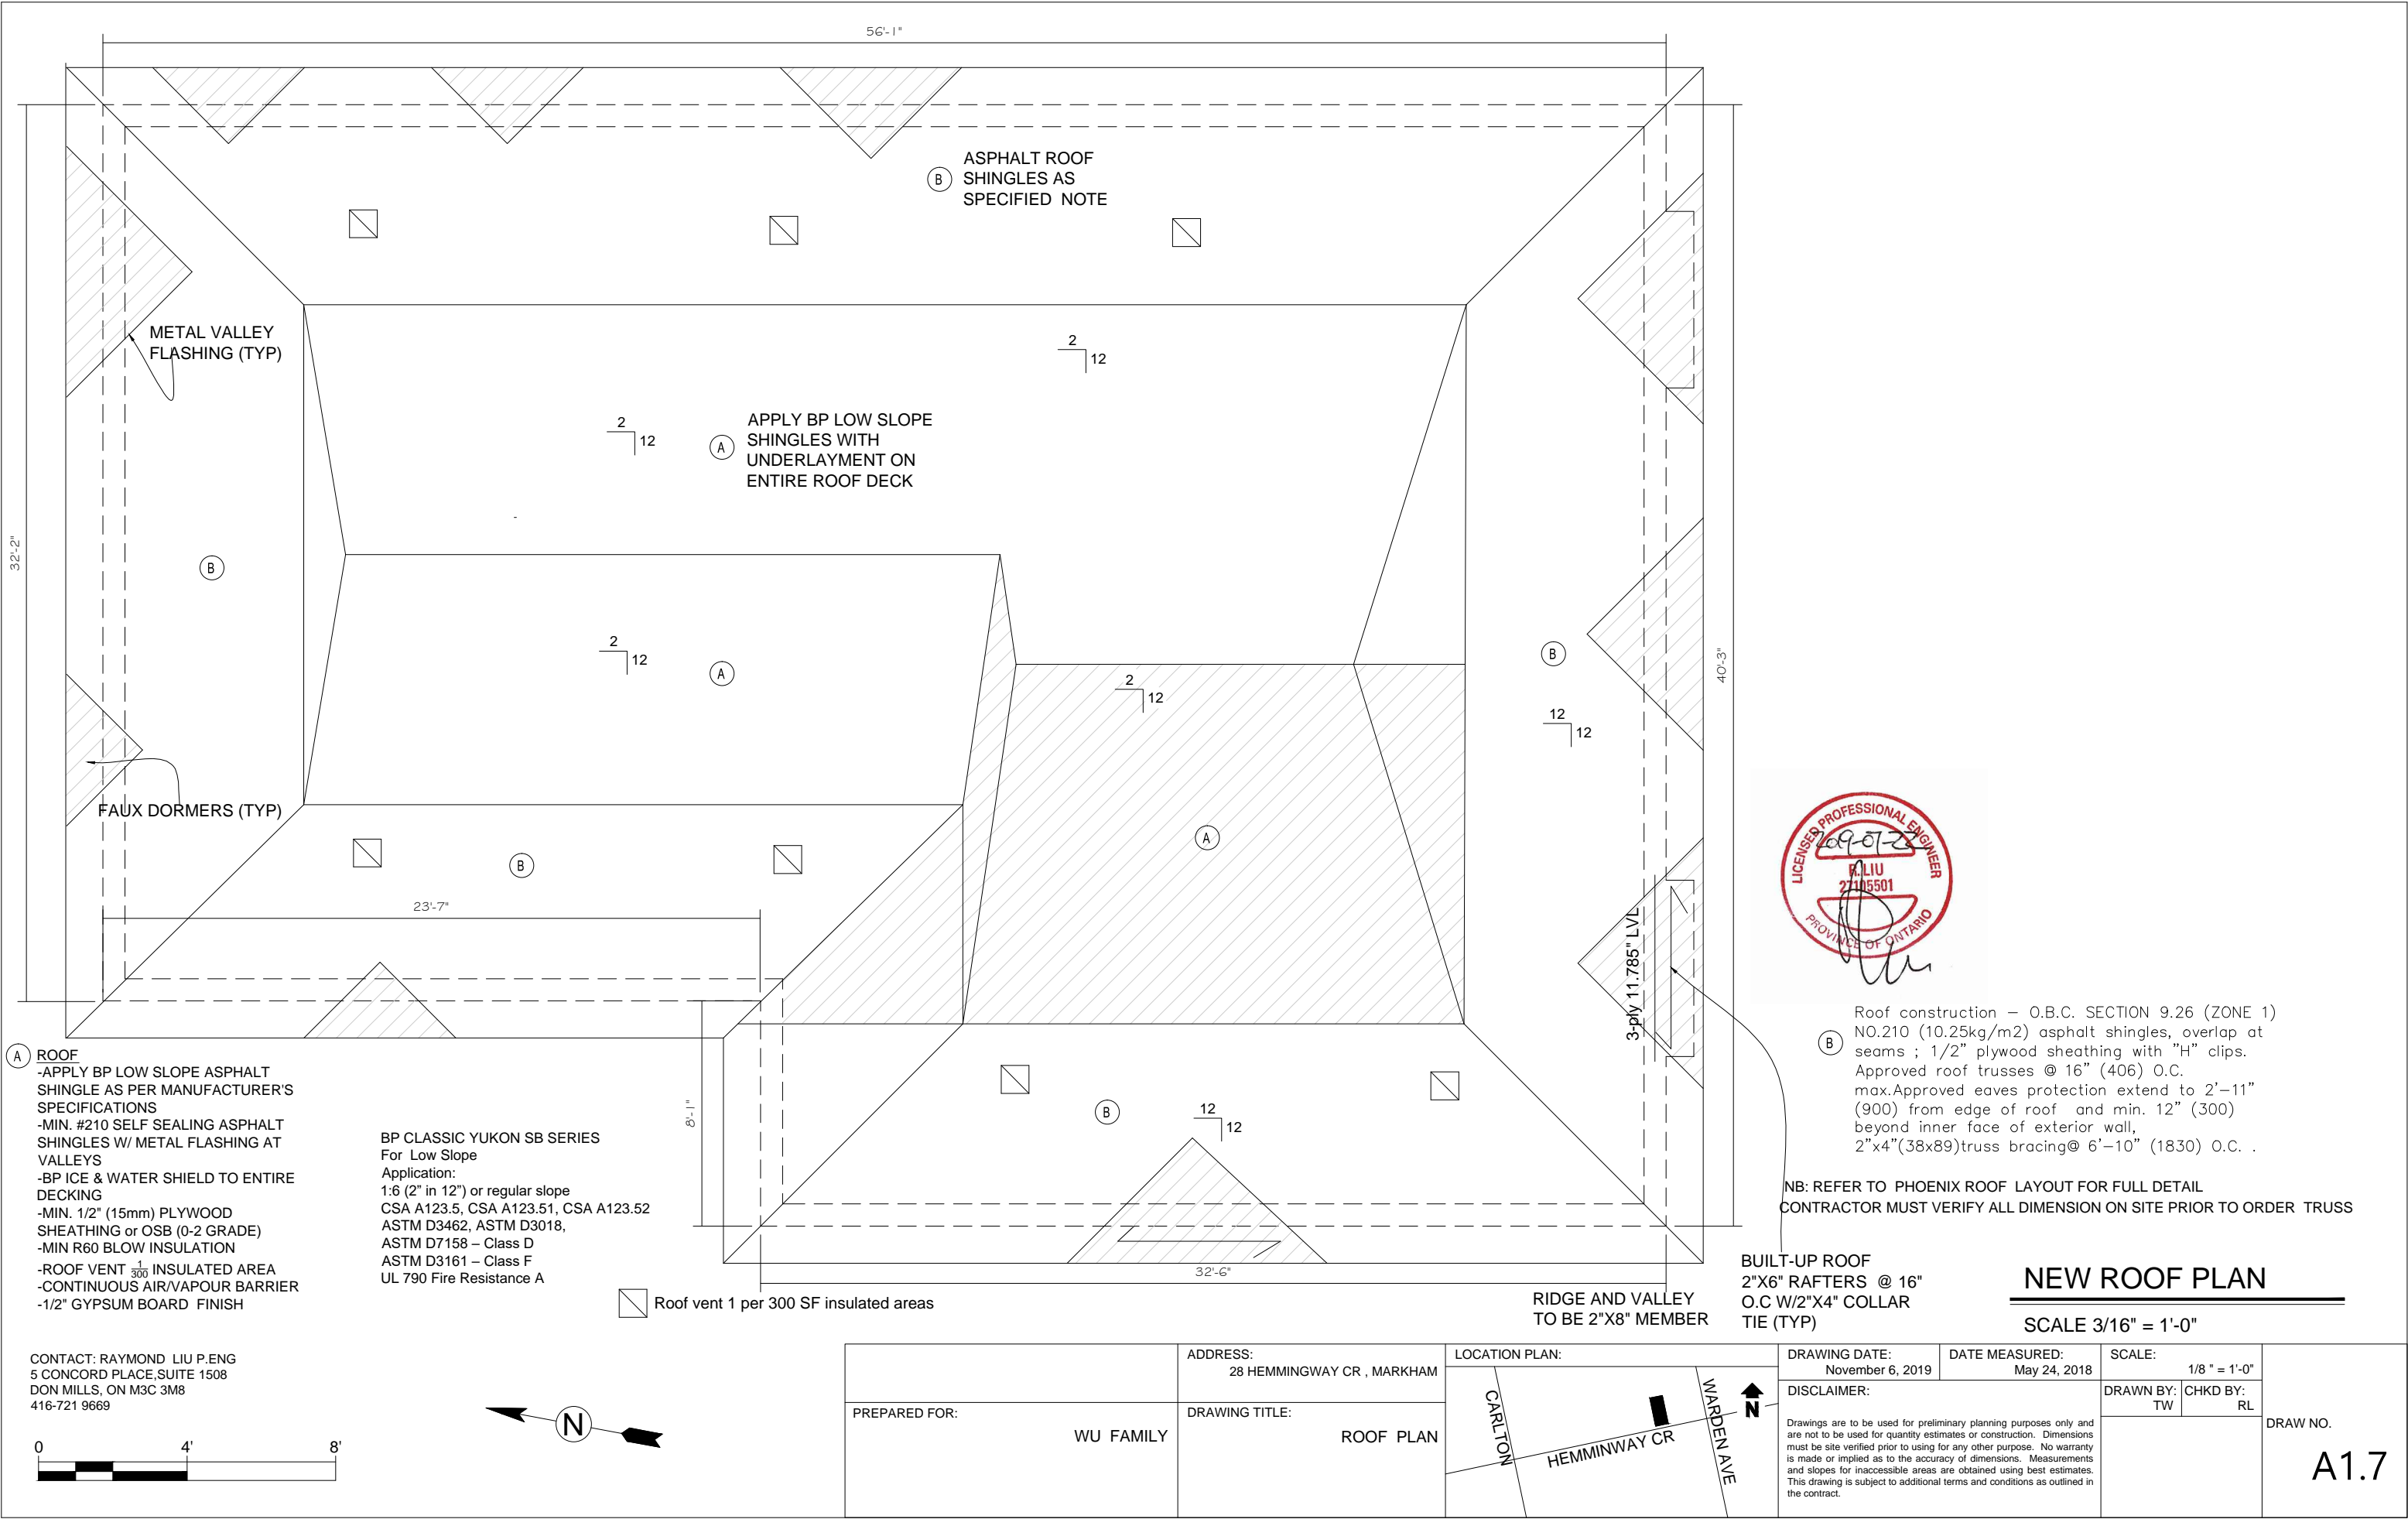 56'-1"
ASPHALT ROOF
SHINGLES AS
SPECIFIED NOTE
B
METAL VALLEY
FLASHING (TYP)
2
12
2
12
A
APPLY BP LOW SLOPE
SHINGLES WITH
UNDERLAYMENT ON
ENTIRE ROOF DECK
32'-2"
B
2
12
A
2
12
B
12
12
40'-3"
FAUX DORMERS (TYP)
B
A
23'-7"
3-ply 11.785" LVL
LICENSED PROFESSIONAL ENGINEER
2019-07-22
R. LIU
27105501
PROVINCE OF ONTARIO
B
Roof construction – O.B.C. SECTION 9.26 (ZONE 1)
NO.210 (10.25kg/m2) asphalt shingles, overlap at
seams ; 1/2" plywood sheathing with "H" clips.
Approved roof trusses @ 16" (406) O.C.
max.Approved eaves protection extend to 2'–11"
(900) from edge of roof and min. 12" (300)
beyond inner face of exterior wall,
2"x4"(38x89)truss bracing@ 6'–10" (1830) O.C. .
A
ROOF
-APPLY BP LOW SLOPE ASPHALT
SHINGLE AS PER MANUFACTURER'S
SPECIFICATIONS
-MIN. #210 SELF SEALING ASPHALT
SHINGLES W/ METAL FLASHING AT
VALLEYS
-BP ICE & WATER SHIELD TO ENTIRE
DECKING
-MIN. 1/2" (15mm) PLYWOOD
SHEATHING or OSB (0-2 GRADE)
-MIN R60 BLOW INSULATION
-ROOF VENT 1/300 INSULATED AREA
-CONTINUOUS AIR/VAPOUR BARRIER
-1/2" GYPSUM BOARD FINISH
BP CLASSIC YUKON SB SERIES
For Low Slope
Application:
1:6 (2" in 12") or regular slope
CSA A123.5, CSA A123.51, CSA A123.52
ASTM D3462, ASTM D3018,
ASTM D7158 – Class D
ASTM D3161 – Class F
UL 790 Fire Resistance A
8'-1"
B
12
12
32'-6"
Roof vent 1 per 300 SF insulated areas
NB: REFER TO PHOENIX ROOF LAYOUT FOR FULL DETAIL
CONTRACTOR MUST VERIFY ALL DIMENSION ON SITE PRIOR TO ORDER TRUSS
RIDGE AND VALLEY
TO BE 2"X8" MEMBER
BUILT-UP ROOF
2"X6" RAFTERS @ 16"
O.C W/2"X4" COLLAR
TIE (TYP)
NEW ROOF PLAN
SCALE 3/16" = 1'-0"
CONTACT: RAYMOND LIU P.ENG
5 CONCORD PLACE,SUITE 1508
DON MILLS, ON M3C 3M8
416-721 9669
0 4' 8'
N
PREPARED FOR:
WU FAMILY
ADDRESS:
28 HEMMINGWAY CR , MARKHAM
DRAWING TITLE:
ROOF PLAN
LOCATION PLAN:
CARLTON
HEMMINWAY CR
WARDEN AVE
N
DRAWING DATE:
November 6, 2019
DATE MEASURED:
May 24, 2018
SCALE:
1/8 " = 1'-0"
DISCLAIMER:
Drawings are to be used for preliminary planning purposes only and
are not to be used for quantity estimates or construction. Dimensions
must be site verified prior to using for any other purpose. No warranty
is made or implied as to the accuracy of dimensions. Measurements
and slopes for inaccessible areas are obtained using best estimates.
This drawing is subject to additional terms and conditions as outlined in
the contract.
DRAWN BY:
TW
CHKD BY:
RL
DRAW NO.
A1.7